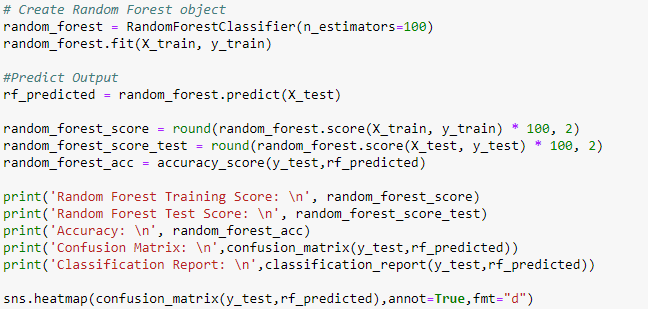 # Create Random Forest object
random_forest = RandomForestClassifier(n_estimators=100)
random_forest.fit(X_train, y_train)
#Predict Output
rf_predicted = random_forest.predict(X_test)
random_forest_score = round(random_forest.score(X_train, y_train) * 100, 2)
random_forest_score_test = round(random_forest.score(X_test, y_test) * 100, 2)
random_forest_acc = accuracy_score(y_test,rf_predicted)
print('Random Forest Training Score: \n', random_forest_score)
print('Random Forest Test Score: \n', random_forest_score_test)
print('Accuracy: \n', random_forest_acc)
print('Confusion Matrix: \n',confusion_matrix(y_test,rf_predicted))
print('Classification Report: \n',classification_report(y_test,rf_predicted))
sns.heatmap(confusion_matrix(y_test,rf_predicted),annot=True,fmt="d")